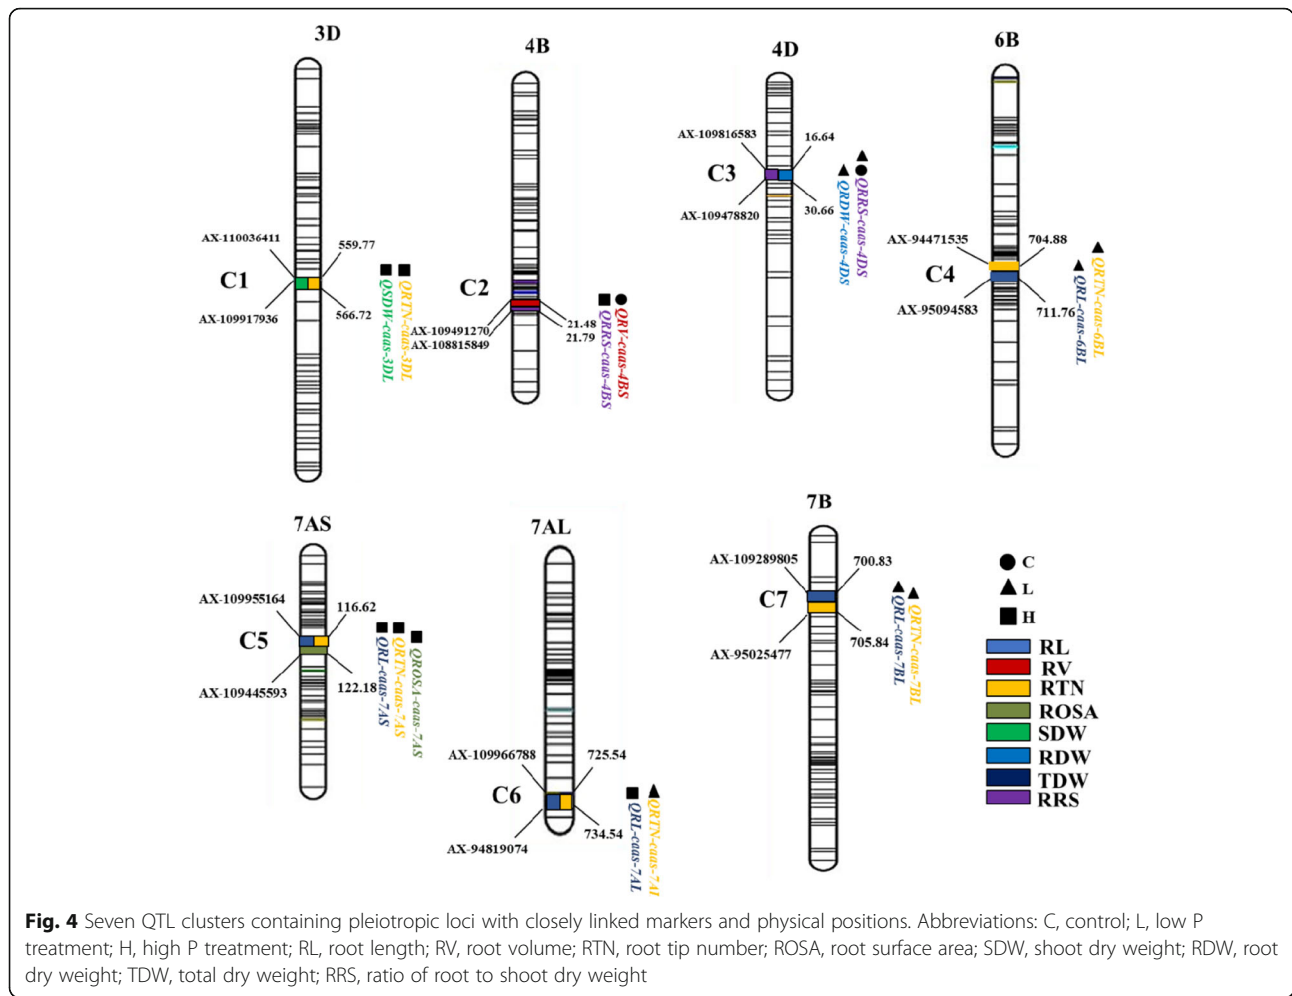 3D
AX-110036411
559.77
C1
AX-109917936
566.72
QSDW-caas-3DL
QRTN-caas-3DL
4B
C2
AX-109491270
AX-108815849
21.48
21.79
QRRS-caas-4BS
QRV-caas-4BS
4D
AX-109816583
16.64
C3
AX-109478820
30.66
QRDW-caas-4DS
QRRS-caas-4DS
6B
AX-94471535
704.88
C4
AX-95094583
711.76
QRL-caas-6BL
QRTN-caas-6BL
7AS
AX-109955164
116.62
C5
AX-109445593
122.18
QRL-caas-7AS
QRTN-caas-7AS
QROSA-caas-7AS
7AL
AX-109966788
725.54
C6
AX-94819074
734.54
QRL-caas-7AL
QRTN-caas-7Al
7B
AX-109289805
700.83
C7
AX-95025477
705.84
QRL-caas-7BL
QRTN-caas-7BL
C
L
H
RL
RV
RTN
ROSA
SDW
RDW
TDW
RRS
Fig. 4 Seven QTL clusters containing pleiotropic loci with closely linked markers and physical positions. Abbreviations: C, control; L, low P
treatment; H, high P treatment; RL, root length; RV, root volume; RTN, root tip number; ROSA, root surface area; SDW, shoot dry weight; RDW, root
dry weight; TDW, total dry weight; RRS, ratio of root to shoot dry weight